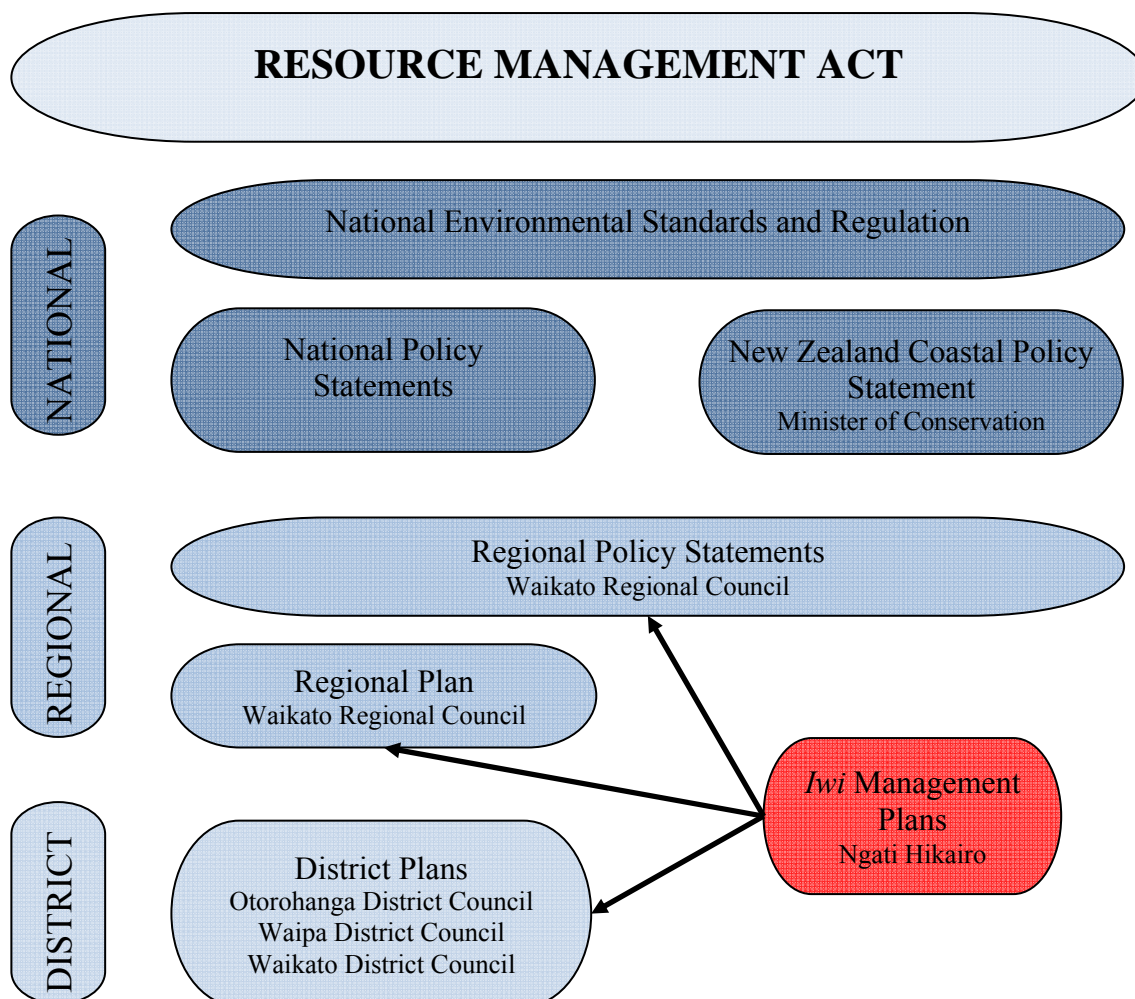 RESOURCE MANAGEMENT ACT
NATIONAL
National Environmental Standards and Regulation
National Policy
Statements
New Zealand Coastal Policy
Statement
Minister of Conservation
REGIONAL
Regional Policy Statements
Waikato Regional Council
Regional Plan
Waikato Regional Council
Iwi Management
Plans
Ngati Hikairo
DISTRICT
District Plans
Otorohanga District Council
Waipa District Council
Waikato District Council